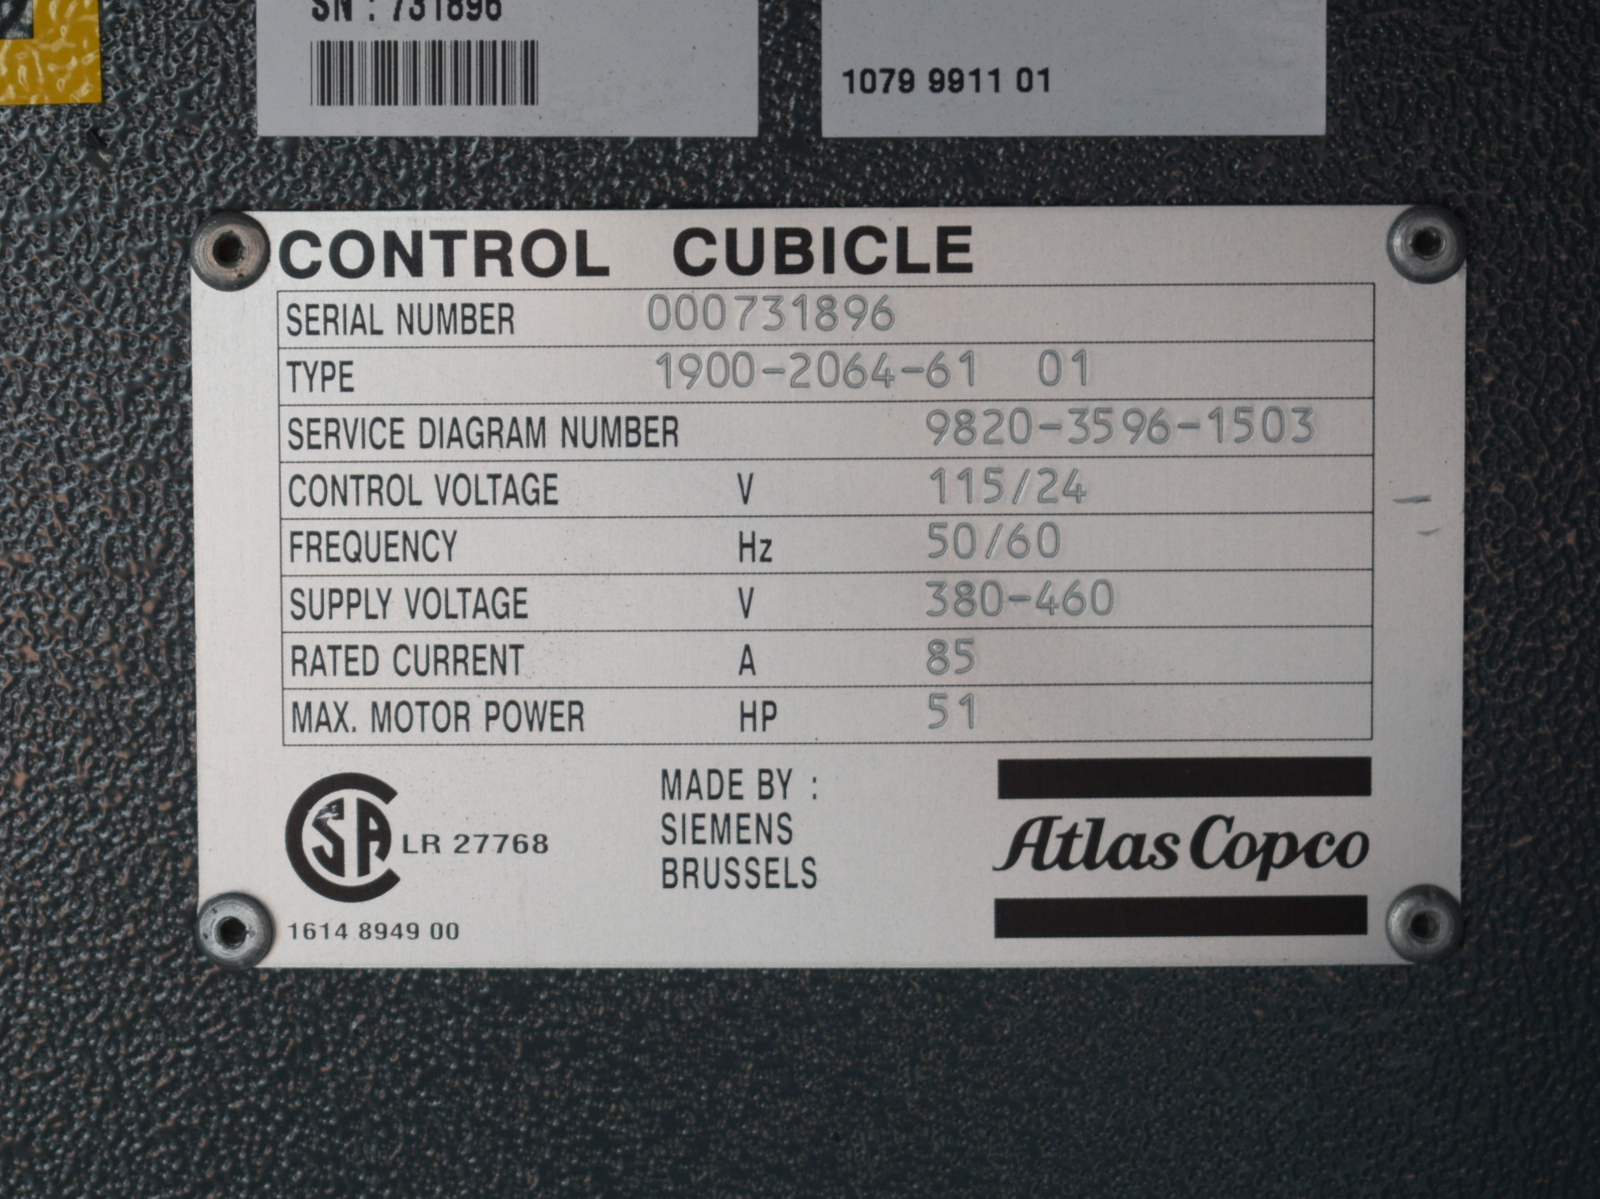 SN : 731896
1079 9911 01
CONTROL CUBICLE
SERIAL NUMBER 000731896
TYPE 1900-2064-61 01
SERVICE DIAGRAM NUMBER 9820-3596-1503
CONTROL VOLTAGE V 115/24
FREQUENCY Hz 50/60
SUPPLY VOLTAGE V 380-460
RATED CURRENT A 85
MAX. MOTOR POWER HP 51
CSA LR 27768
1614 8949 00
MADE BY :
SIEMENS
BRUSSELS
Atlas Copco